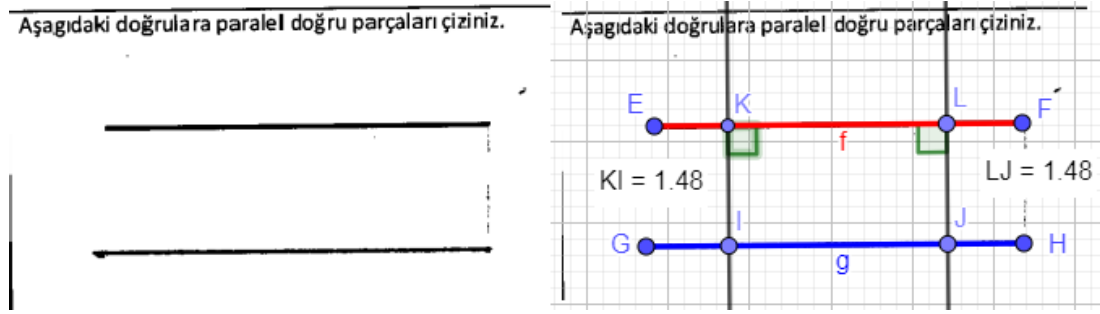 Aşagıdaki doğrulara paralel doğru parçaları çiziniz.
Aşagıdaki doğrulara paralel doğru parçaları çiziniz.
E K L F
f
KI = 1.48 LJ = 1.48
G I J H
g